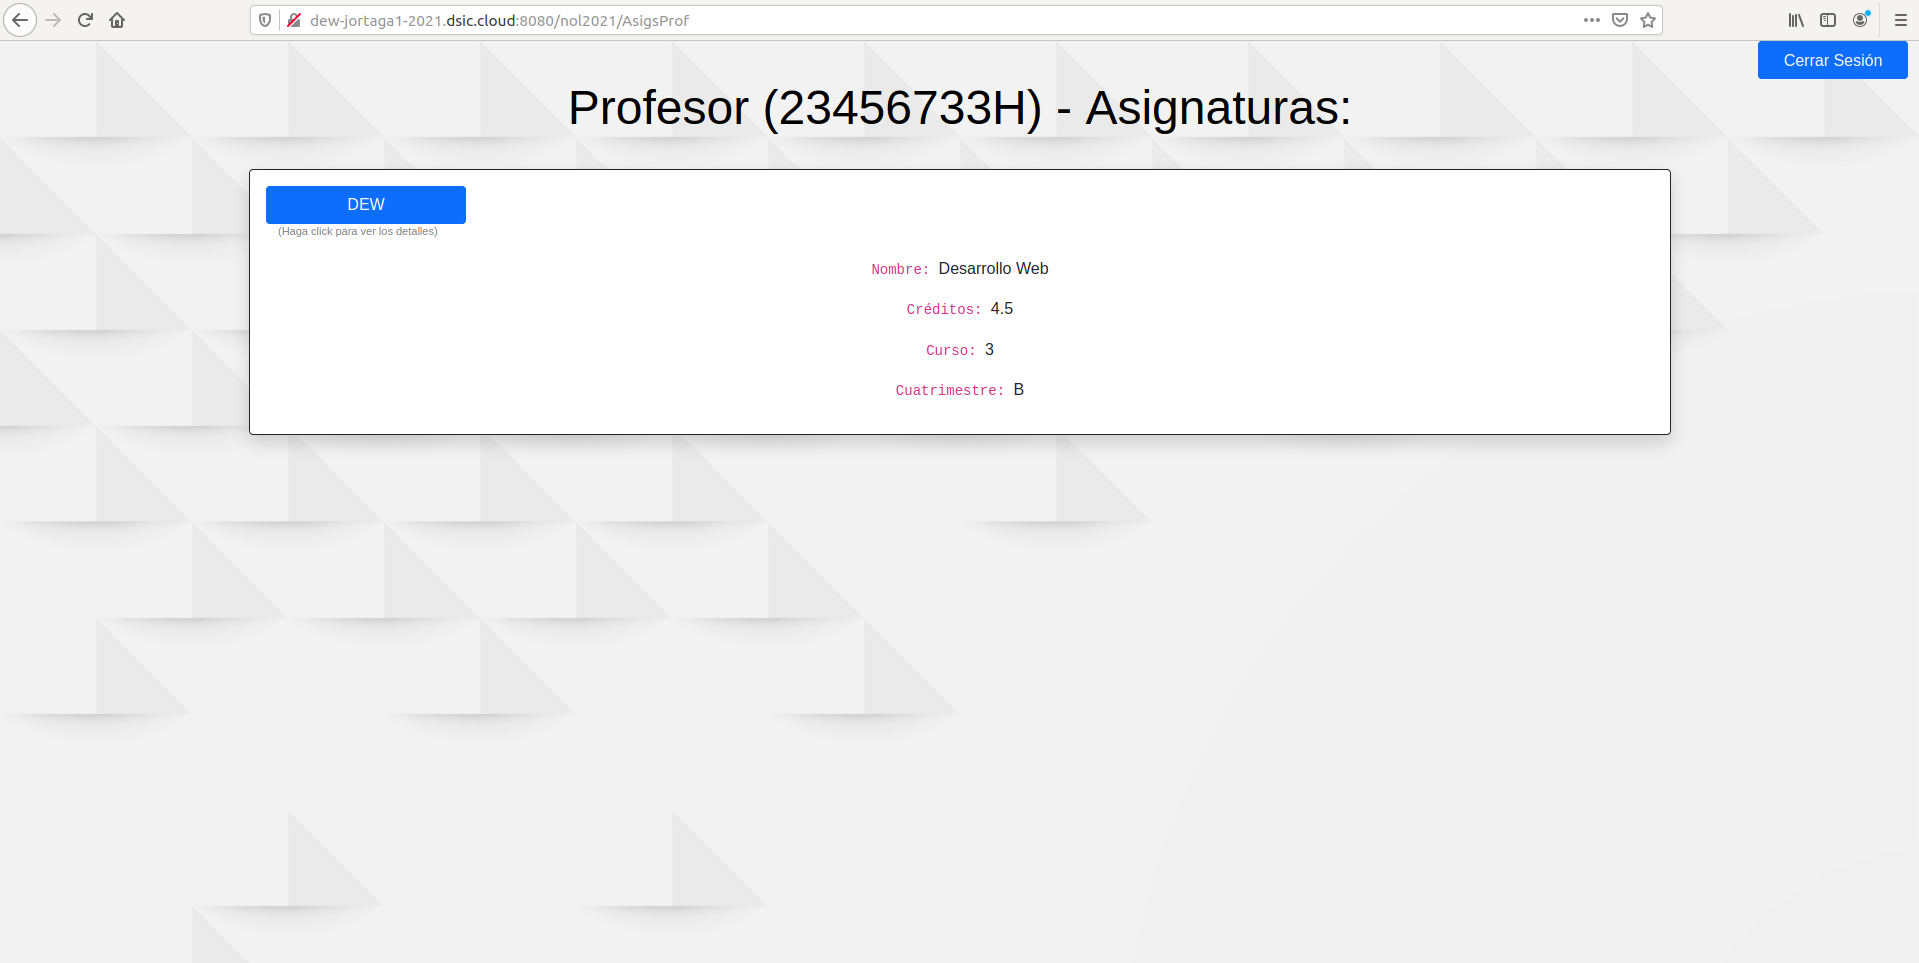 dew-jortaga1-2021.dsic.cloud:8080/nol2021/AsigsProf
Cerrar Sesión
Profesor (23456733H) - Asignaturas:
DEW
(Haga click para ver los detalles)
Nombre: Desarrollo Web
Créditos: 4.5
Curso: 3
Cuatrimestre: B